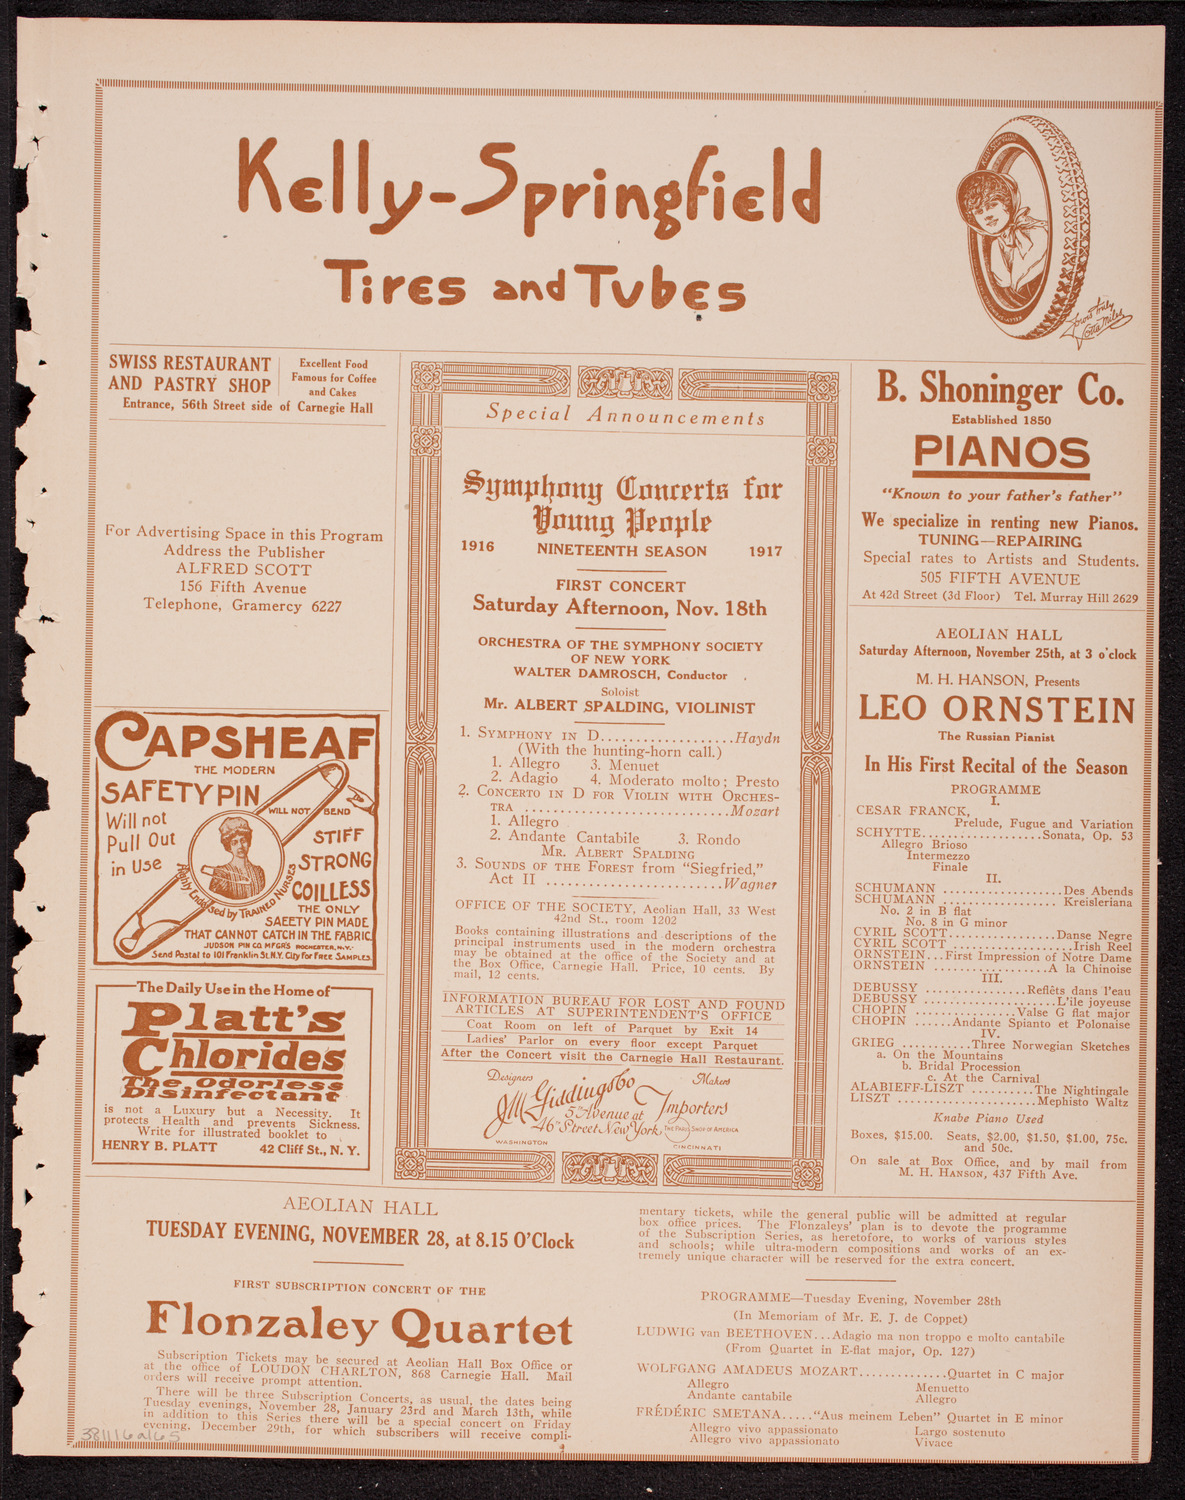 Kelly-Springfield
Tires and Tubes
Yours truly
Lotta Miles
SWISS RESTAURANT
AND PASTRY SHOP
Excellent Food
Famous for Coffee
and Cakes
Entrance, 56th Street side of Carnegie Hall
For Advertising Space in this Program
Address the Publisher
ALFRED SCOTT
156 Fifth Avenue
Telephone, Gramercy 6227
CAPSHEAF
THE MODERN
SAFETY PIN
WILL NOT BEND
Will not
Pull Out
in Use
STIFF
STRONG
COILLESS
Highly Endorsed by TRAINED NURSES
THE ONLY
SAFETY PIN MADE
THAT CANNOT CATCH IN THE FABRIC.
JUDSON PIN CO. MFGR'S ROCHESTER, N.Y.
Send Postal to 101 Franklin St. N.Y. City for FREE SAMPLES.
The Daily Use in the Home of
Platt's
Chlorides
The Odorless
Disinfectant
is not a Luxury but a Necessity. It
protects Health and prevents Sickness.
Write for illustrated booklet to
HENRY B. PLATT 42 Cliff St., N. Y.
Special Announcements
Symphony Concerts for
Young People
1916 NINETEENTH SEASON 1917
FIRST CONCERT
Saturday Afternoon, Nov. 18th
ORCHESTRA OF THE SYMPHONY SOCIETY
OF NEW YORK
WALTER DAMROSCH, Conductor
Soloist
Mr. ALBERT SPALDING, VIOLINIST
1. SYMPHONY IN D...................Haydn
(With the hunting-horn call.)
1. Allegro 3. Menuet
2. Adagio 4. Moderato molto; Presto
2. CONCERTO IN D FOR VIOLIN WITH ORCHES-
TRA .............................Mozart
1. Allegro
2. Andante Cantabile 3. Rondo
MR. ALBERT SPALDING
3. SOUNDS OF THE FOREST from "Siegfried,"
Act II .........................Wagner
OFFICE OF THE SOCIETY, Aeolian Hall, 33 West
42nd St., room 1202
Books containing illustrations and descriptions of the
principal instruments used in the modern orchestra
may be obtained at the office of the Society and at
the Box Office, Carnegie Hall. Price, 10 cents. By
mail, 12 cents.
INFORMATION BUREAU FOR LOST AND FOUND
ARTICLES AT SUPERINTENDENT'S OFFICE
Coat Room on left of Parquet by Exit 14
Ladies' Parlor on every floor except Parquet
After the Concert visit the Carnegie Hall Restaurant.
Designers Makers
J.M. Gidding & Co
Importers
5th Avenue at
46th Street New York
THE PARIS SHOP OF AMERICA
WASHINGTON CINCINNATI
B. Shoninger Co.
Established 1850
PIANOS
"Known to your father's father"
We specialize in renting new Pianos.
TUNING—REPAIRING
Special rates to Artists and Students.
505 FIFTH AVENUE
At 42d Street (3d Floor) Tel. Murray Hill 2629
AEOLIAN HALL
Saturday Afternoon, November 25th, at 3 o'clock
M. H. HANSON, Presents
LEO ORNSTEIN
The Russian Pianist
In His First Recital of the Season
PROGRAMME
I.
CESAR FRANCK,
Prelude, Fugue and Variation
SCHYTTE...................Sonata, Op. 53
Allegro Brioso
Intermezzo
Finale
II.
SCHUMANN ..................Des Abends
SCHUMANN .................Kreisleriana
No. 2 in B flat
No. 8 in G minor
CYRIL SCOTT.................Danse Negre
CYRIL SCOTT ..................Irish Reel
ORNSTEIN...First Impression of Notre Dame
ORNSTEIN .................A la Chinoise
III.
DEBUSSY ...............Reflêts dans l'eau
DEBUSSY ....................L'ile joyeuse
CHOPIN ...............Valse G flat major
CHOPIN ......Andante Spianto et Polonaise
IV.
GRIEG ...........Three Norwegian Sketches
a. On the Mountains
b. Bridal Procession
c. At the Carnival
ALABIEFF-LISZT ..........The Nightingale
LISZT .....................Mephisto Waltz
Knabe Piano Used
Boxes, $15.00. Seats, $2.00, $1.50, $1.00, 75c.
and 50c.
On sale at Box Office, and by mail from
M. H. HANSON, 437 Fifth Ave.
AEOLIAN HALL
TUESDAY EVENING, NOVEMBER 28, at 8.15 O'Clock
FIRST SUBSCRIPTION CONCERT OF THE
Flonzaley Quartet
Subscription Tickets may be secured at Aeolian Hall Box Office or
at the office of LOUDON CHARLTON, 868 Carnegie Hall. Mail
orders will receive prompt attention.
There will be three Subscription Concerts, as usual, the dates being
Tuesday evenings, November 28, January 23rd and March 13th, while
in addition to this Series there will be a special concert on Friday
evening, December 29th, for which subscribers will receive compli-
mentary tickets, while the general public will be admitted at regular
box office prices. The Flonzaleys' plan is to devote the programme
of the Subscription Series, as heretofore, to works of various styles
and schools; while ultra-modern compositions and works of an ex-
tremely unique character will be reserved for the extra concert.
PROGRAMME—Tuesday Evening, November 28th
(In Memoriam of Mr. E. J. de Coppet)
LUDWIG van BEETHOVEN...Adagio ma non troppo e molto cantabile
(From Quartet in E-flat major, Op. 127)
WOLFGANG AMADEUS MOZART.............Quartet in C major
Allegro Menuetto
Andante cantabile Allegro
FRÉDÉRIC SMETANA....."Aus meinem Leben" Quartet in E minor
Allegro vivo appassionato Largo sostenuto
Allegro vivo appassionato Vivace
381116a165